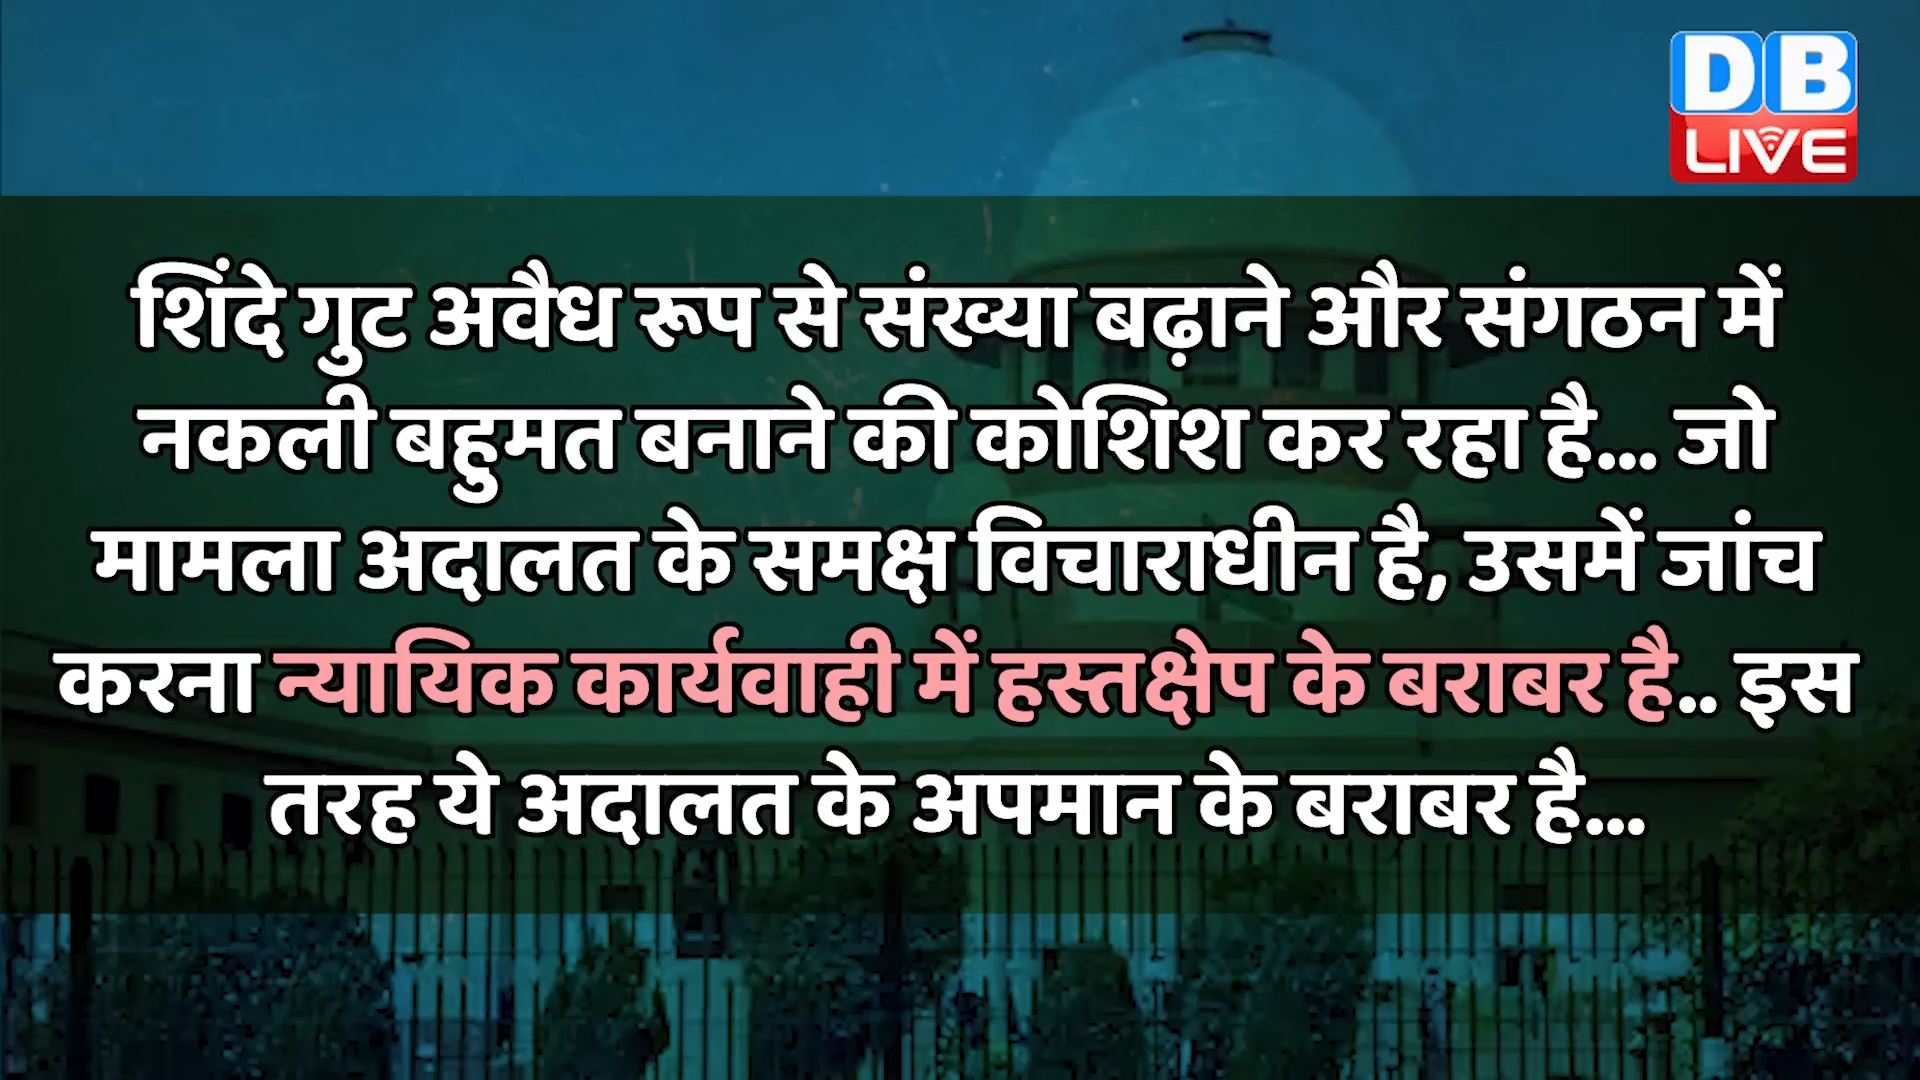 DB
LIVE
शिंदे गुट अवैध रूप से संख्या बढ़ाने और संगठन में
नकली बहुमत बनाने की कोशिश कर रहा है... जो
मामला अदालत के समक्ष विचाराधीन है, उसमें जांच
करना न्यायिक कार्यवाही में हस्तक्षेप के बराबर है.. इस
तरह ये अदालत के अपमान के बराबर है...